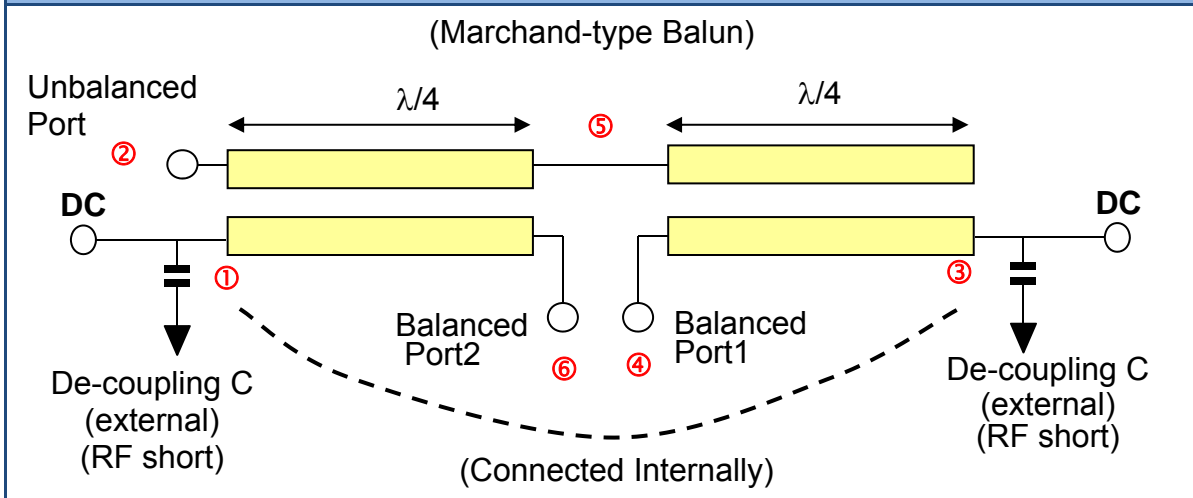 (Marchand-type Balun)
Unbalanced
Port
λ/4
λ/4
②
⑤
DC
DC
①
③
Balanced
Port2
Balanced
Port1
⑥
④
De-coupling C
(external)
(RF short)
De-coupling C
(external)
(RF short)
(Connected Internally)